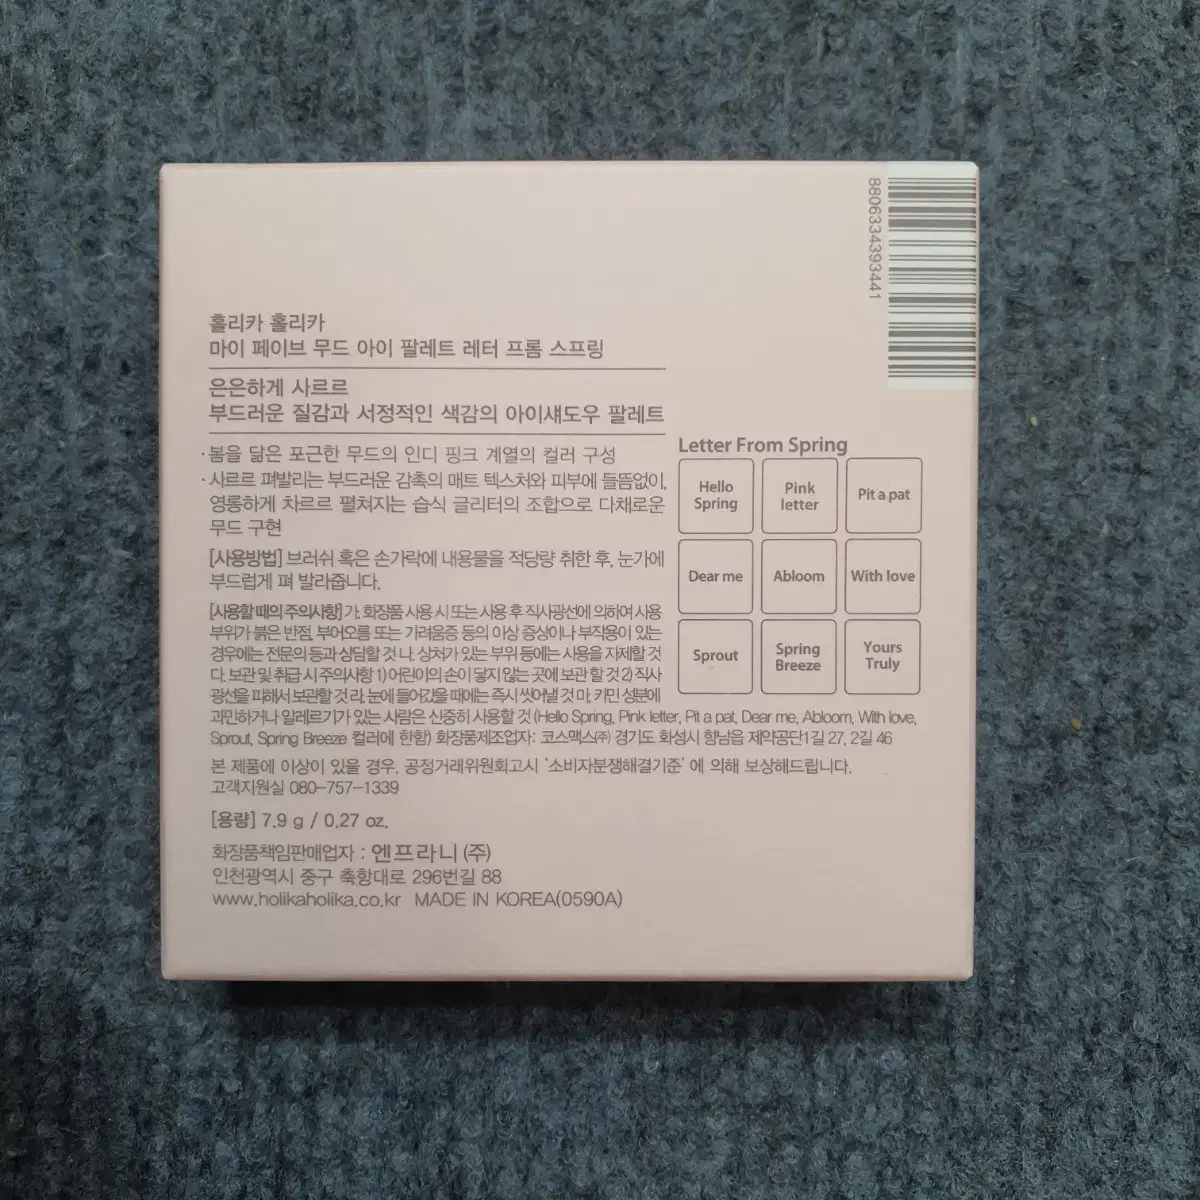 8806334393441
홀리카 홀리카
마이 페이브 무드 아이 팔레트 레터 프롬 스프링
은은하게 사르르
부드러운 질감과 서정적인 색감의 아이섀도우 팔레트
·봄을 닮은 포근한 무드의 인디 핑크 계열의 컬러 구성
·사르르 펴발리는 부드러운 감촉의 매트 텍스처와 피부에 들뜸없이,
영롱하게 차르르 펼쳐지는 습식 글리터의 조합으로 다채로운
무드 구현
[사용방법] 브러쉬 혹은 손가락에 내용물을 적당량 취한 후, 눈가에
부드럽게 펴 발라줍니다.
[사용할 때의 주의사항] 가. 화장품 사용 시 또는 사용 후 직사광선에 의하여 사용
부위가 붉은 반점, 부어오름 또는 가려움증 등의 이상 증상이나 부작용이 있는
경우에는 전문의 등과 상담할 것 나. 상처가 있는 부위 등에는 사용을 자제할 것
다. 보관 및 취급 시 주의사항 1) 어린이의 손이 닿지 않는 곳에 보관 할 것 2) 직사
광선을 피해서 보관할 것 라. 눈에 들어갔을 때에는 즉시 씻어낼 것 마. 카민 성분에
과민하거나 알레르기가 있는 사람은 신중히 사용할 것 (Hello Spring, Pink letter, Pit a pat, Dear me, Abloom, With love,
Sprout, Spring Breeze 컬러에 한함) 화장품제조업자: 코스맥스㈜ 경기도 화성시 향남읍 제약공단1길 27, 2길 46
본 제품에 이상이 있을 경우, 공정거래위원회고시 '소비자분쟁해결기준' 에 의해 보상해드립니다.
고객지원실 080-757-1339
[용량] 7.9 g / 0.27 oz.
화장품책임판매업자 : 엔프라니 (주)
인천광역시 중구 축항대로 296번길 88
www.holikaholika.co.kr MADE IN KOREA(0590A)
Letter From Spring
Hello
Spring
Pink
letter
Pit a pat
Dear me
Abloom
With love
Sprout
Spring
Breeze
Yours
Truly